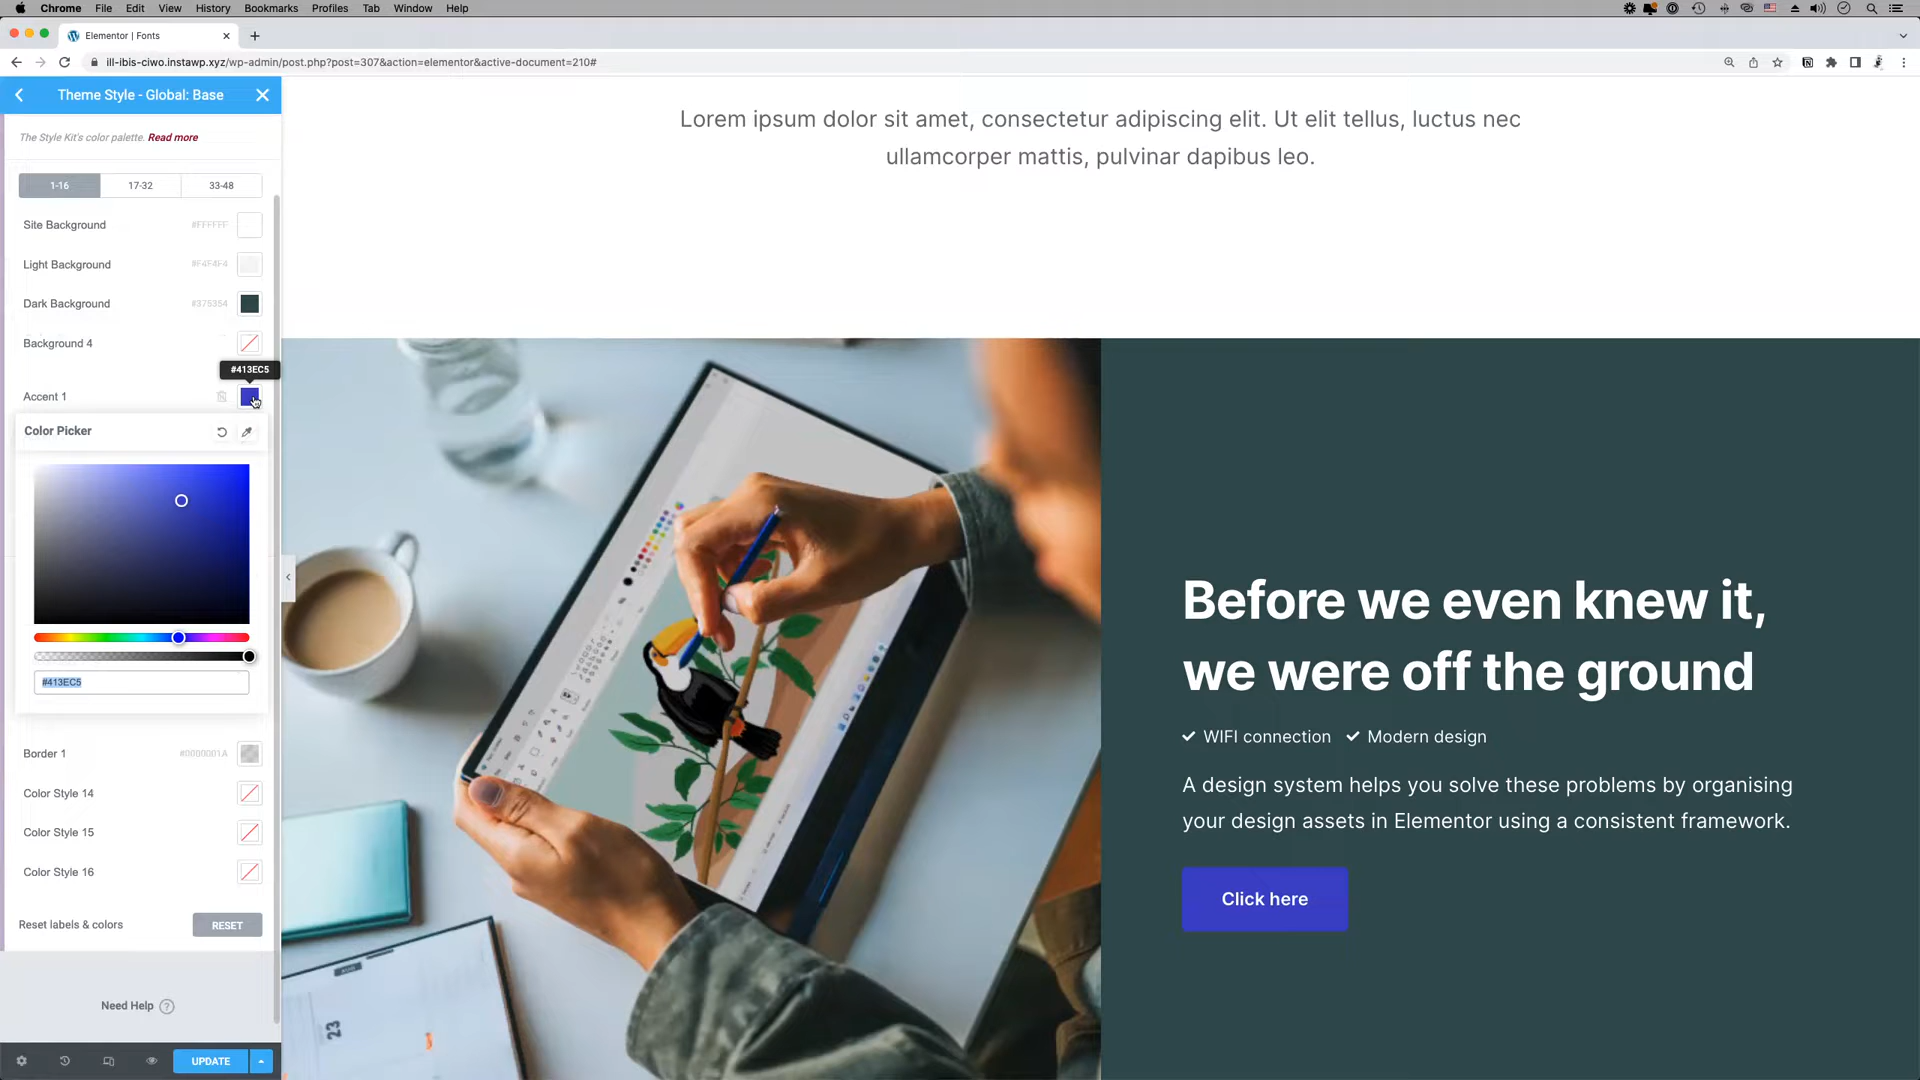 Chrome File Edit View History Bookmarks Profiles Tab Window Help
Elementor | Fonts
ill-ibis-ciwo.instawp.xyz/wp-admin/post.php?post=307&action=elementor&active-document=210#
Theme Style - Global: Base
The Style Kit's color palette. Read more
1-16 17-32 33-48
Site Background #FFFFFF
Light Background #F4F4F4
Dark Background #375354
Background 4
#413EC5
Accent 1
Color Picker
#413EC5
Border 1 #0000001A
Color Style 14
Color Style 15
Color Style 16
Reset labels & colors RESET
Need Help ?
UPDATE
Lorem ipsum dolor sit amet, consectetur adipiscing elit. Ut elit tellus, luctus nec
ullamcorper mattis, pulvinar dapibus leo.
23
Before we even knew it,
we were off the ground
WIFI connection Modern design
A design system helps you solve these problems by organising
your design assets in Elementor using a consistent framework.
Click here